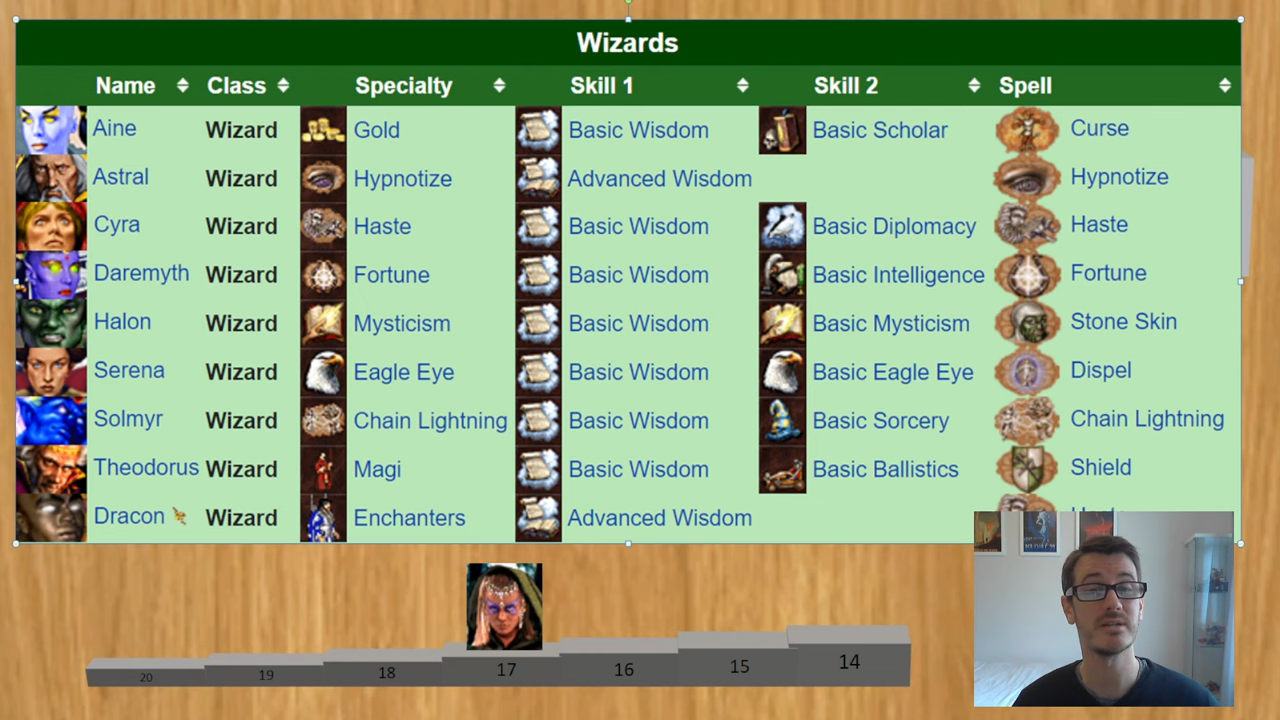 Wizards
Name Class Specialty Skill 1 Skill 2 Spell
Aine Wizard Gold Basic Wisdom Basic Scholar Curse
Astral Wizard Hypnotize Advanced Wisdom Hypnotize
Cyra Wizard Haste Basic Wisdom Basic Diplomacy Haste
Daremyth Wizard Fortune Basic Wisdom Basic Intelligence Fortune
Halon Wizard Mysticism Basic Wisdom Basic Mysticism Stone Skin
Serena Wizard Eagle Eye Basic Wisdom Basic Eagle Eye Dispel
Solmyr Wizard Chain Lightning Basic Wisdom Basic Sorcery Chain Lightning
Theodorus Wizard Magi Basic Wisdom Basic Ballistics Shield
Dracon Wizard Enchanters Advanced Wisdom
20 19 18 17 16 15 14